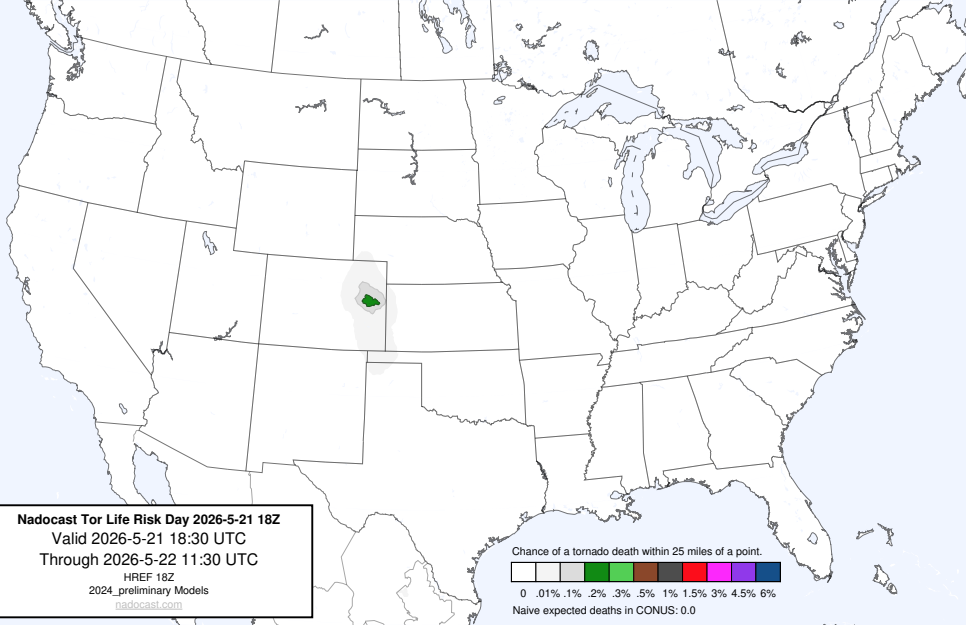 Nadocast Tor Life Risk Day 2026-5-21 18Z
Valid 2026-5-21 18:30 UTC
Through 2026-5-22 11:30 UTC
HREF 18Z
2024_preliminary Models
nadocast.com
Chance of a tornado death within 25 miles of a point.
0 .01% .1% .2% .3% .5% 1% 1.5% 3% 4.5% 6%
Naive expected deaths in CONUS: 0.0